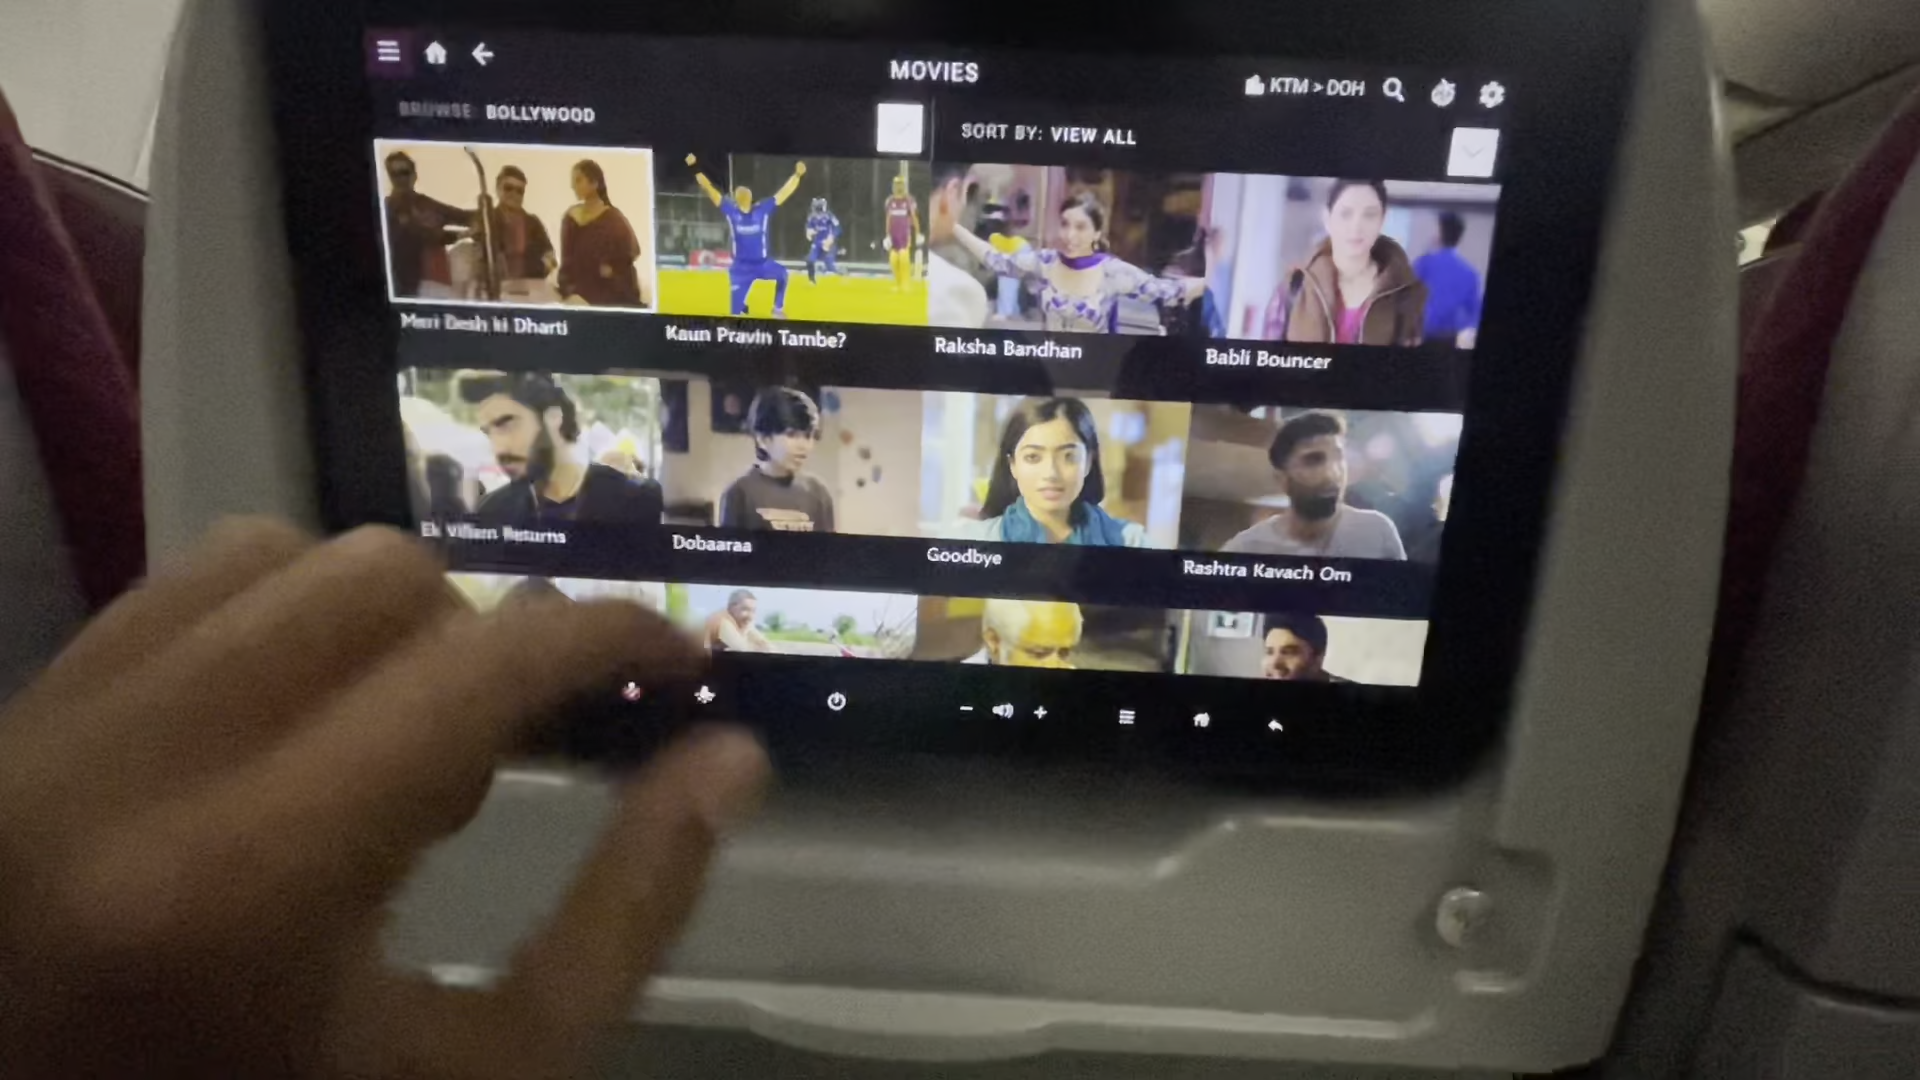 MOVIES
KTM > DOH
BROWSE: BOLLYWOOD
SORT BY: VIEW ALL
Meri Desh ki Dharti
Kaun Pravin Tambe?
Raksha Bandhan
Babli Bouncer
Ek Villain Returns
Dobaaraa
Goodbye
Rashtra Kavach Om